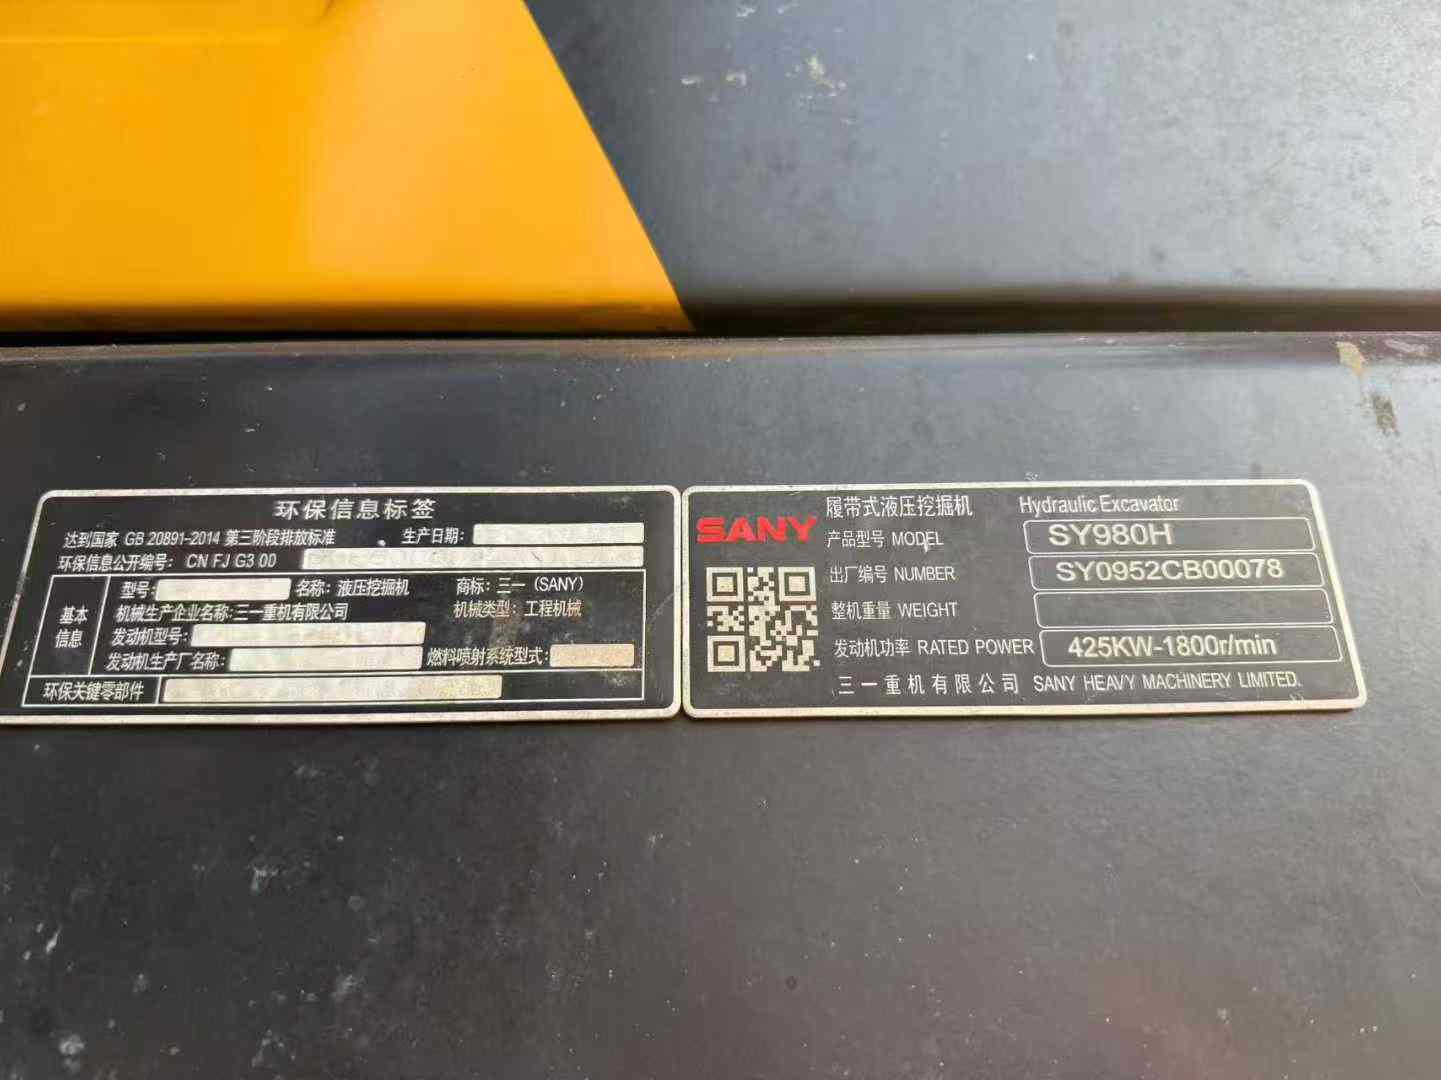 环保信息标签
达到国家 GB 20891-2014 第三阶段排放标准 生产日期:
环保信息公开编号: CN FJ G3 00
基本信息
型号: 名称: 液压挖掘机 商标: 三一 (SANY)
机械生产企业名称: 三一重机有限公司 机械类型: 工程机械
发动机型号:
发动机生产厂名称: 燃料喷射系统型式:
环保关键零部件
SANY
履带式液压挖掘机 Hydraulic Excavator
产品型号 MODEL SY980H
出厂编号 NUMBER SY0952CB00078
整机重量 WEIGHT
发动机功率 RATED POWER 425KW-1800r/min
三一重机有限公司 SANY HEAVY MACHINERY LIMITED.